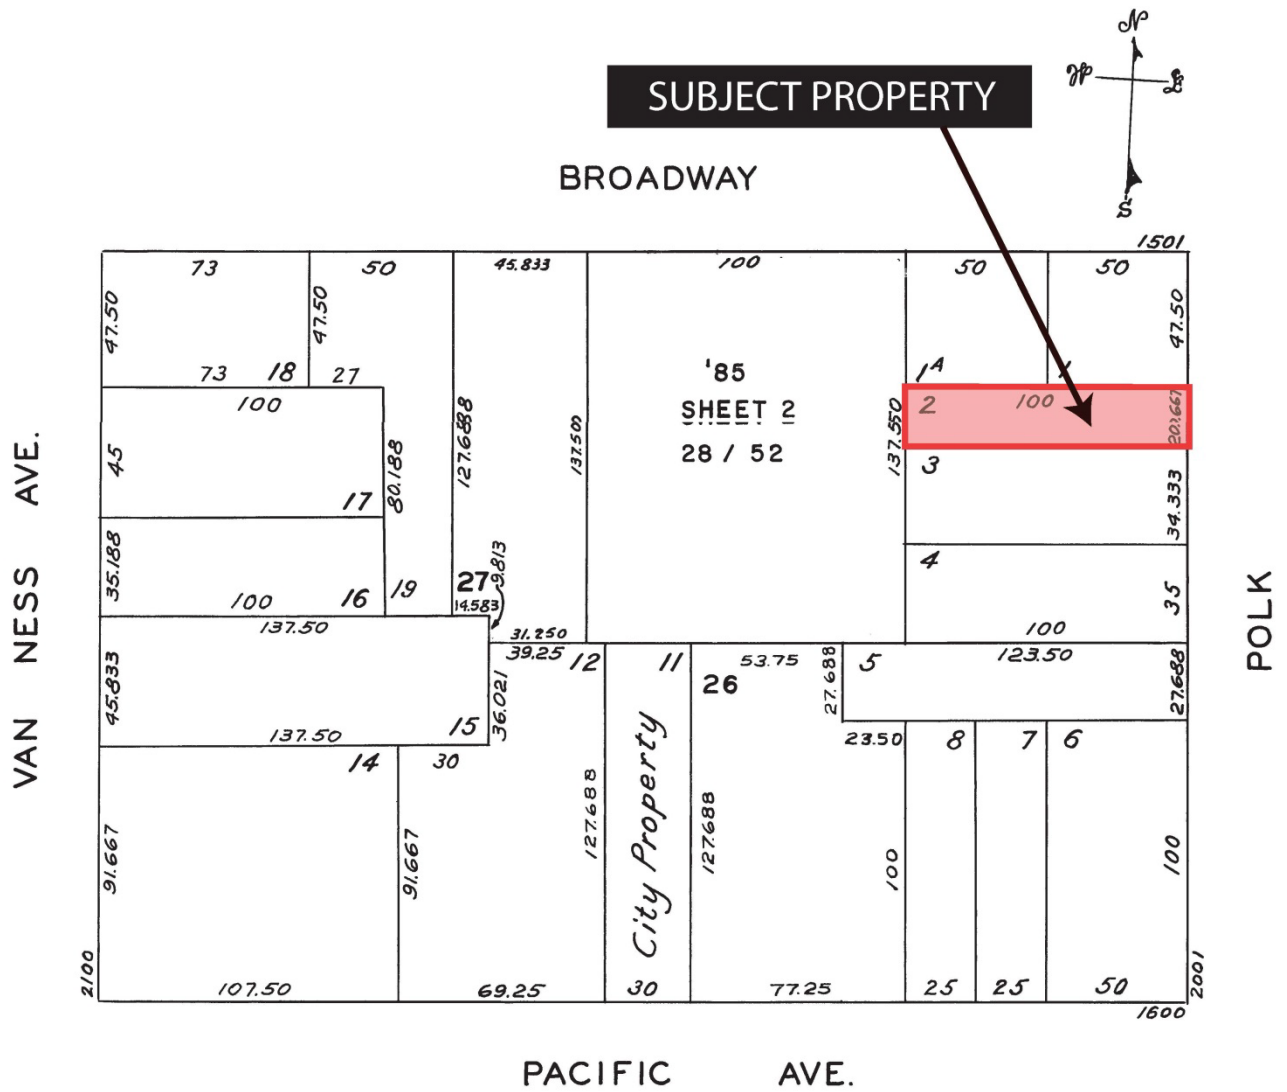 N
W E
SUBJECT PROPERTY
S
BROADWAY
1501
73 50 45.833 100 50 50
47.50 47.50 47.50
73 18 27 1A 1
100 '85 2 100
SHEET 2
28 / 52
45 80.188 127.688 137.500 137.550
17 3 34.333
35.188 9.813 4 35
100 16 19 27 14.583
137.50 31.250 100
39.25 12 11 53.75 27.688 5 123.50 27.688
26
45.833 36.021
137.50 15 23.50 8 7 6
14 30
91.667 91.667 127.688 City Property 127.688 100 100
2100 107.50 69.25 30 77.25 25 25 50 2001
1600
VAN NESS AVE.
POLK
PACIFIC AVE.